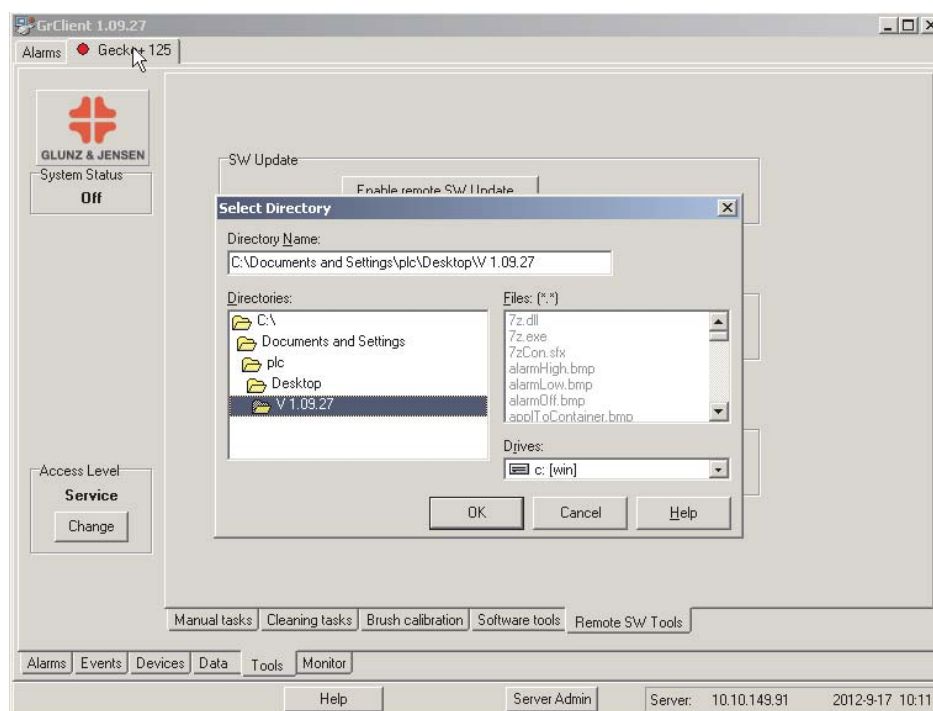 GrClient 1.09.27
Alarms
125
GLUNZ & JENSEN
System Status
Off
SW Update
Enable remote SW Update
Select Directory
Directory Name:
C:\Documents and Settings\plc\Desktop\V 1.09.27
Directories:
C:\
Documents and Settings
plc
Desktop
V 1.09.27
Files: (*.*)
7z.dll
7z.exe
7zCon.sfx
alarmHigh.bmp
alarmLow.bmp
alarmOff.bmp
applToContainer.bmp
Drives:
c: [win]
OK Cancel Help
Access Level
Service
Change
Manual tasks Cleaning tasks Brush calibration Software tools Remote SW Tools
Alarms Events Devices Data Tools Monitor
Help Server Admin Server: 10.10.149.91 2012-9-17 10:11